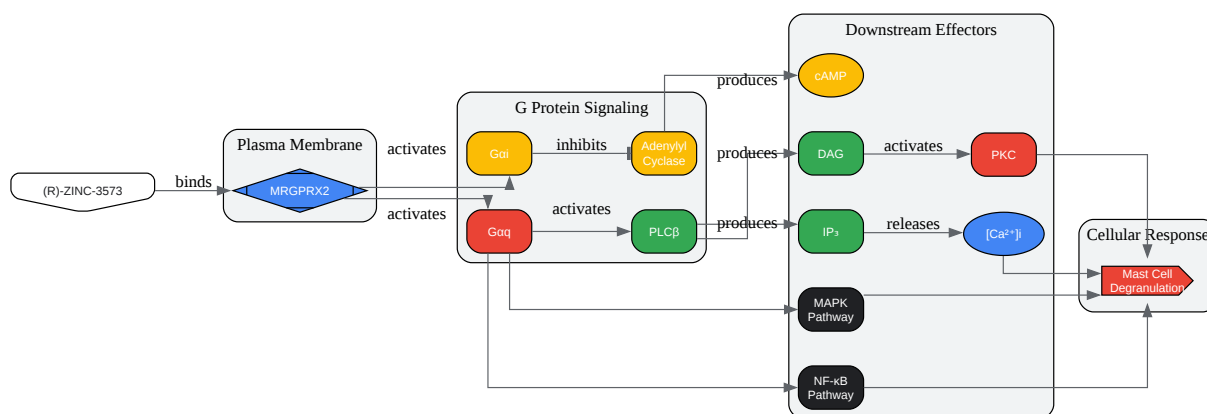 Downstream Effectors
cAMP
produces
G Protein Signaling
Plasma Membrane
activates
Gαi
inhibits
Adenylyl
Cyclase
produces
DAG
activates
PKC
(R)-ZINC-3573
binds
MRGPRX2
activates
Gαq
activates
PLCβ
produces
IP₃
releases
[Ca²⁺]i
Cellular Response
Mast Cell
Degranulation
MAPK
Pathway
NF-κB
Pathway